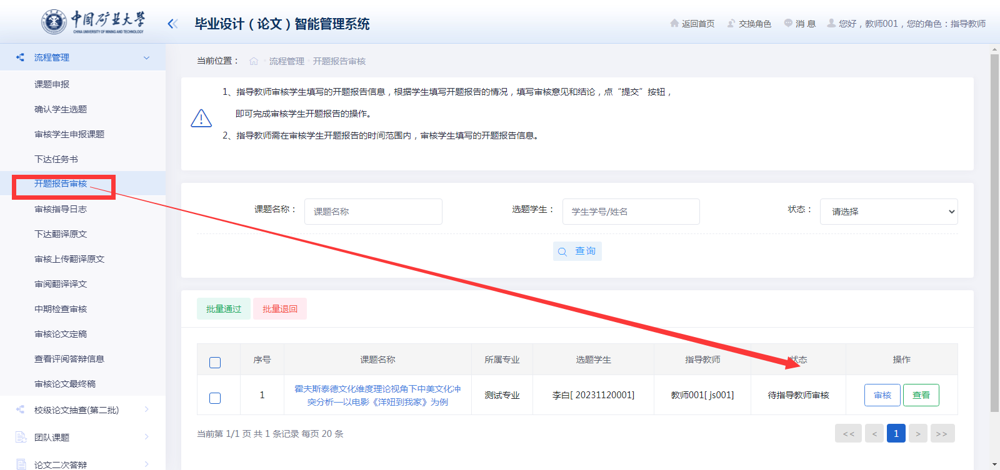 中国矿业大学
CHINA UNIVERSITY OF MINING AND TECHNOLOGY
毕业设计（论文）智能管理系统
返回首页 交换角色 消 息 您好，教师001，您的角色：指导教师
流程管理
课题申报
确认学生选题
审核学生申报课题
下达任务书
开题报告审核
审核指导日志
下达翻译原文
审核上传翻译原文
审阅翻译译文
中期检查审核
审核论文定稿
查看评阅答辩信息
审核论文最终稿
校级论文抽查(第二批)
团队课题
论文二次答辩
当前位置： 流程管理 开题报告审核
1、指导教师审核学生填写的开题报告信息，根据学生填写开题报告的情况，填写审核意见和结论，点“提交”按钮，
即可完成审核学生开题报告的操作。
2、指导教师需在审核学生开题报告的时间范围内，审核学生填写的开题报告信息。
课题名称： 课题名称 选题学生： 学生学号/姓名 状态： 请选择
查询
批量通过 批量退回
序号 课题名称 所属专业 选题学生 指导教师 状态 操作
1 霍夫斯泰德文化维度理论视角下中美文化冲 测试专业 李白[ 20231120001] 教师001[ js001] 待指导教师审核 审核 查看
突分析—以电影《洋妞到我家》为例
当前第 1/1 页 共 1 条记录 每页 20 条 << < 1 > >>